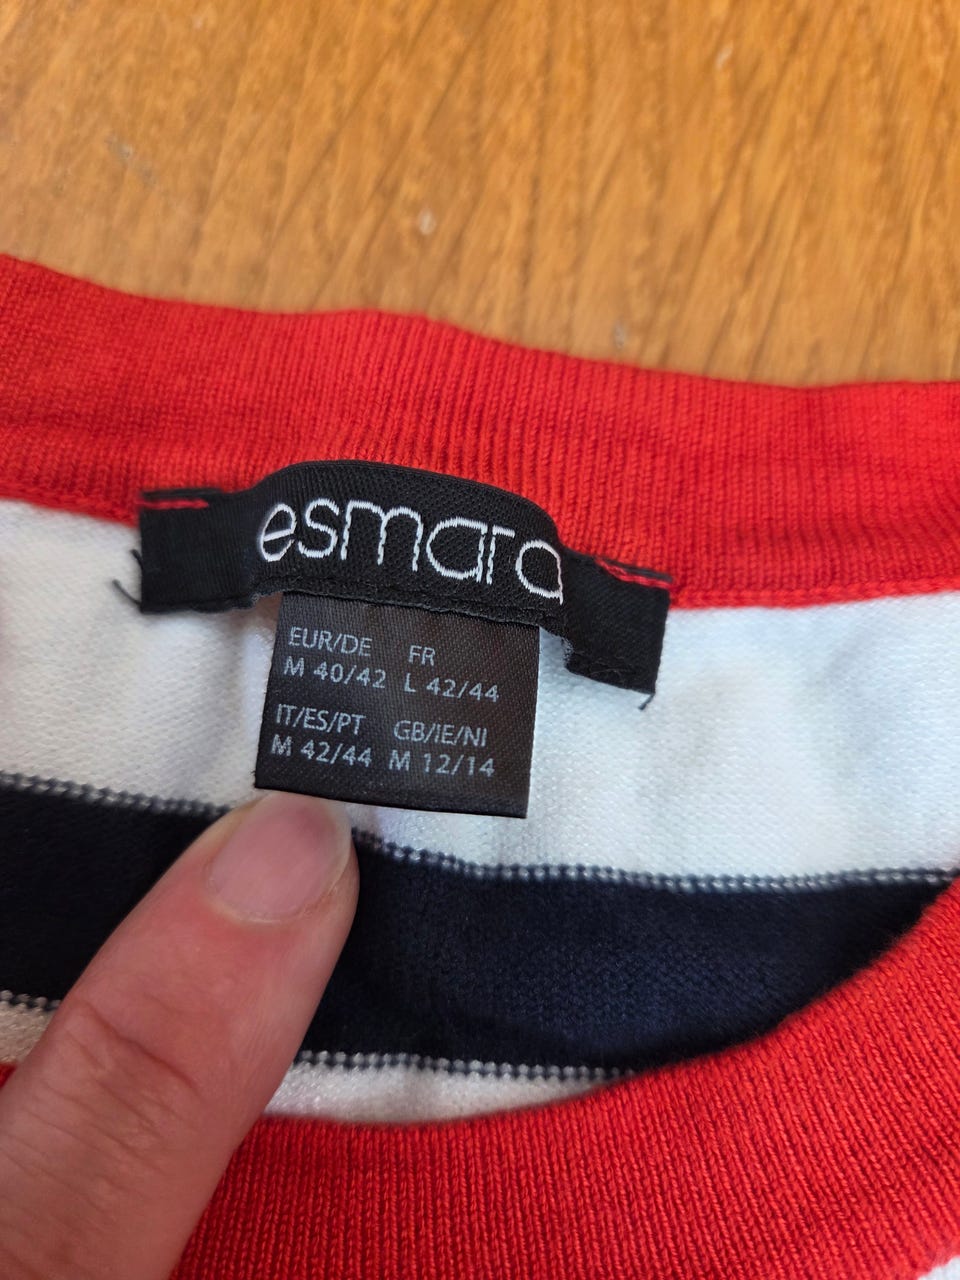 esmara
EUR/DE FR
M 40/42 L 42/44
IT/ES/PT GB/IE/NI
M 42/44 M 12/14